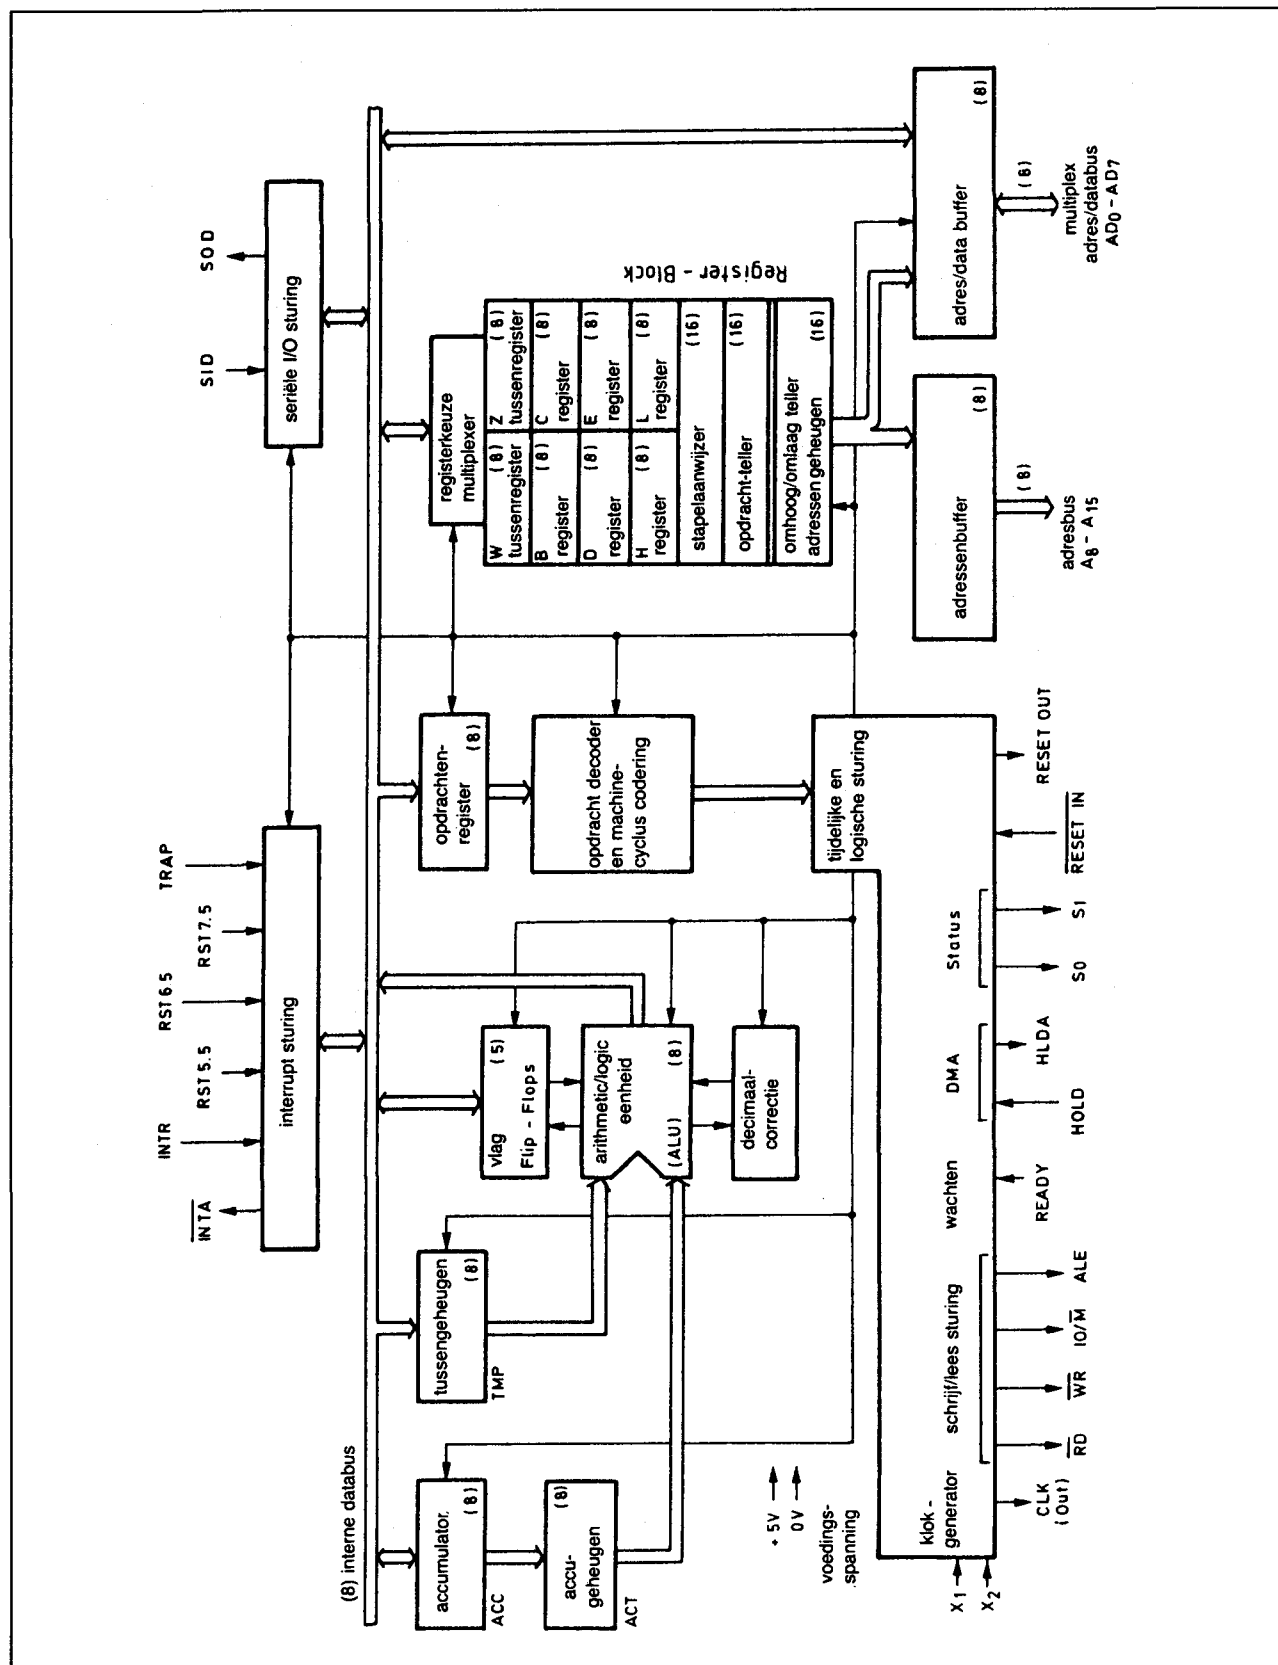 INTA
INTR
RST5.5
RST65
RST7.5
TRAP
SID
SOD
interrupt sturing
seriële I/O sturing
(8) interne databus
accumulator.
(8)
ACC
accu-
geheugen
(8)
ACT
tussengeheugen
(8)
TMP
vlag
(5)
Flip - Flops
arithmetic/logic
eenheid
(ALU)
(8)
decimaal-
correctie
opdrachten-
register
(8)
opdracht decoder
en machine-
cyclus codering
tijdelijke en
logische sturing
registerkeuze
multiplexer
W (8)
tussenregister
Z (8)
tussenregister
B (8)
register
C (8)
register
D (8)
register
E (8)
register
H (8)
register
L (8)
register
stapelaanwijzer (16)
opdracht-teller (16)
omhoog/omlaag teller
adressen geheugen (16)
Register - Block
adressenbuffer
(8)
adres/data buffer
(8)
(8)
adresbus
A8 - A15
(8)
multiplex
adres/databus
AD0 - AD7
+5V
0V
voedings-
spanning
X1
X2
klok -
generator
schrijf/lees sturing
wachten
DMA
Status
CLK
(Out)
RD
WR
IO/M
ALE
READY
HOLD
HLDA
S0
S1
RESET IN
RESET OUT